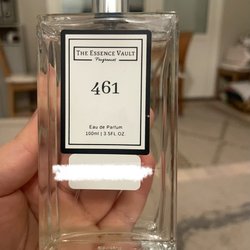 THE ESSENCE VAULT
Fragrances
461
Eau de Parfum
100ml | 3.5FL.OZ